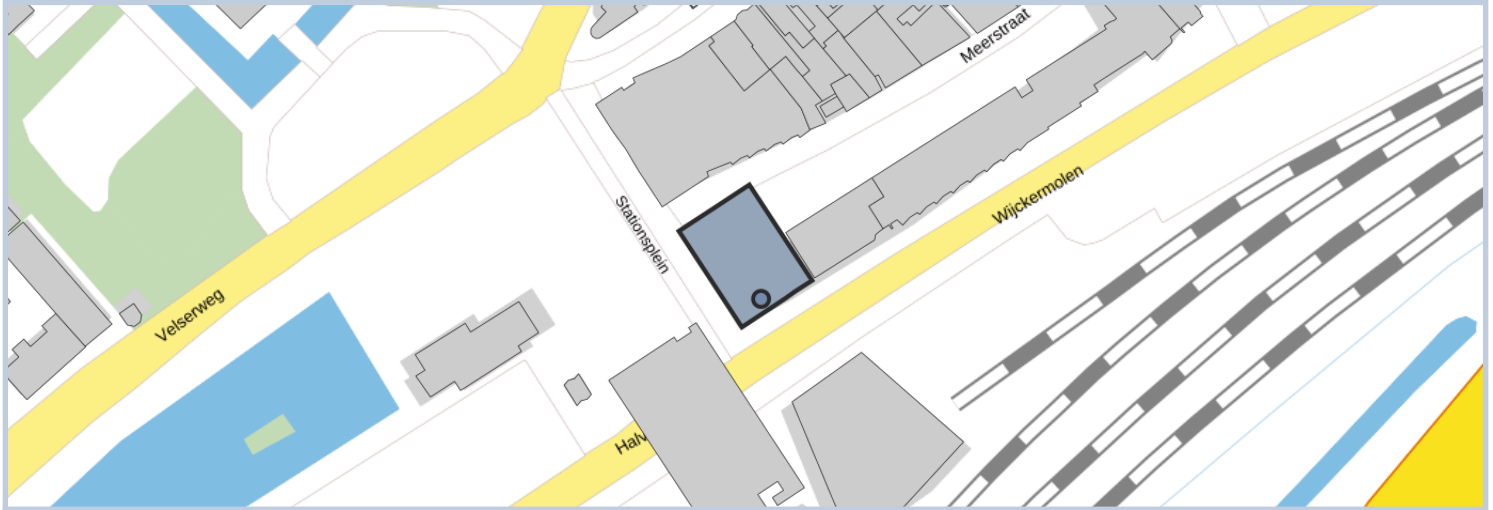 Meerstraat
Stationsplein
Wijckermolen
Velserweg
Halv